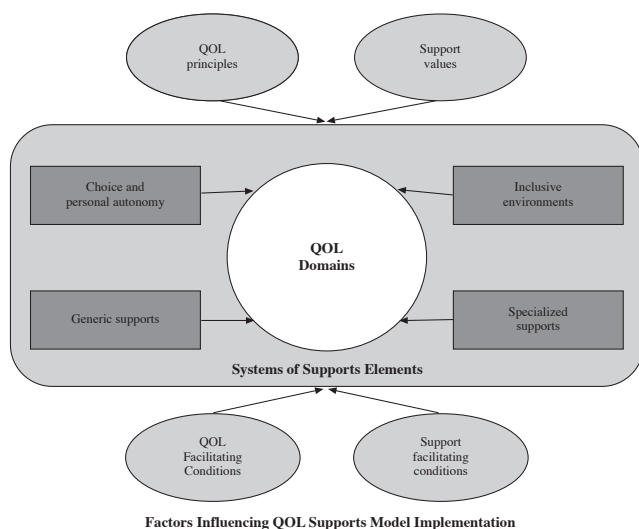 QOL
principles
Support
values
Choice and
personal autonomy
Inclusive
environments
QOL
Domains
Generic supports
Specialized
supports
Systems of Supports Elements
QOL
Facilitating
Conditions
Support
facilitating
conditions
Factors Influencing QOL Supports Model Implementation